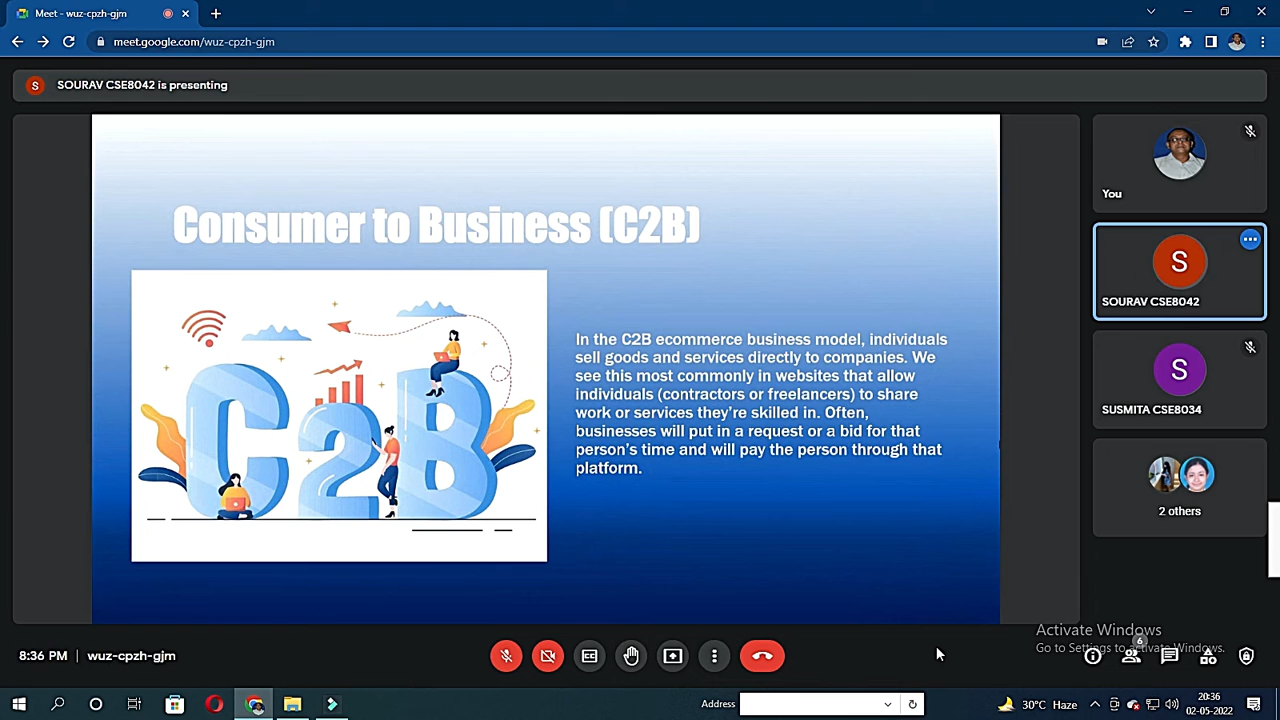 Meet - wuz-cpzh-gjm
meet.google.com/wuz-cpzh-gjm
S
SOURAV CSE8042 is presenting
Consumer to Business (C2B)
C2B
In the C2B ecommerce business model, individuals
sell goods and services directly to companies. We
see this most commonly in websites that allow
individuals (contractors or freelancers) to share
work or services they're skilled in. Often,
businesses will put in a request or a bid for that
person's time and will pay the person through that
platform.
You
S
SOURAV CSE8042
S
SUSMITA CSE8034
2 others
Activate Windows
Go to Settings to activate Windows.
8:36 PM | wuz-cpzh-gjm
6
Address
30°C Haze
20:36
02-05-2022